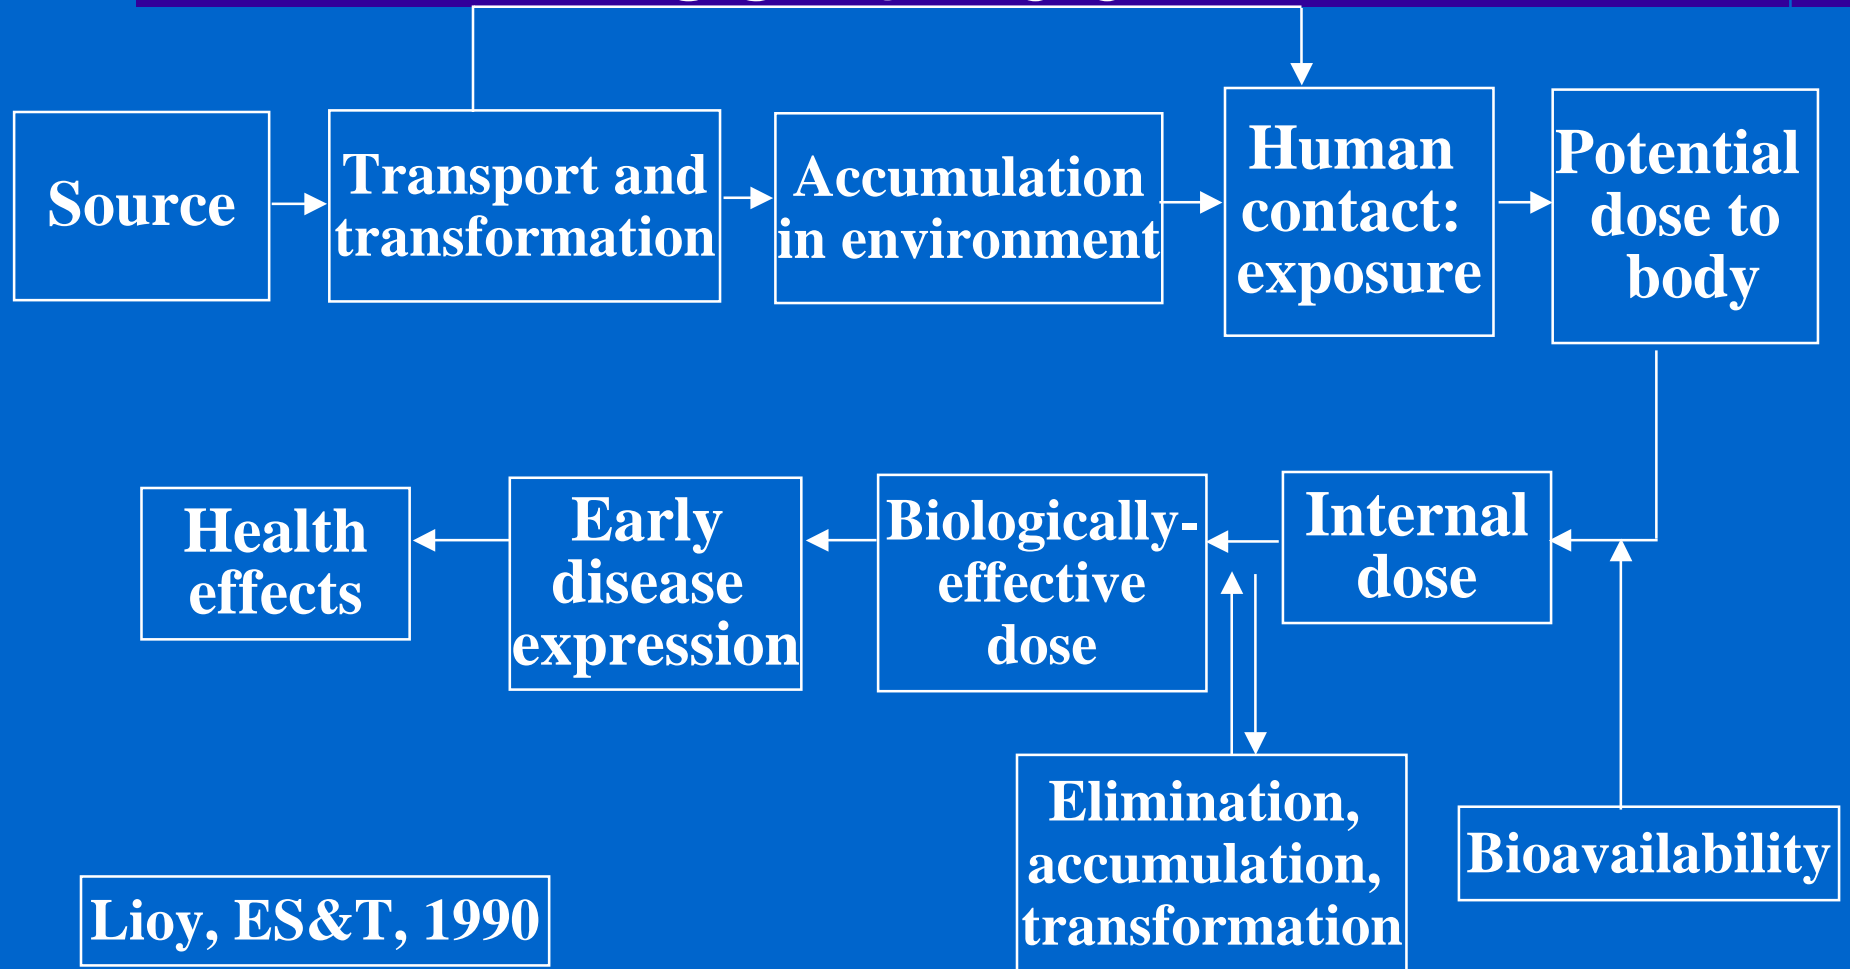 Source
Transport and
transformation
Accumulation
in environment
Human
contact:
exposure
Potential
dose to
body
Health
effects
Early
disease
expression
Biologically-
effective
dose
Internal
dose
Elimination,
accumulation,
transformation
Bioavailability
Lioy, ES&T, 1990